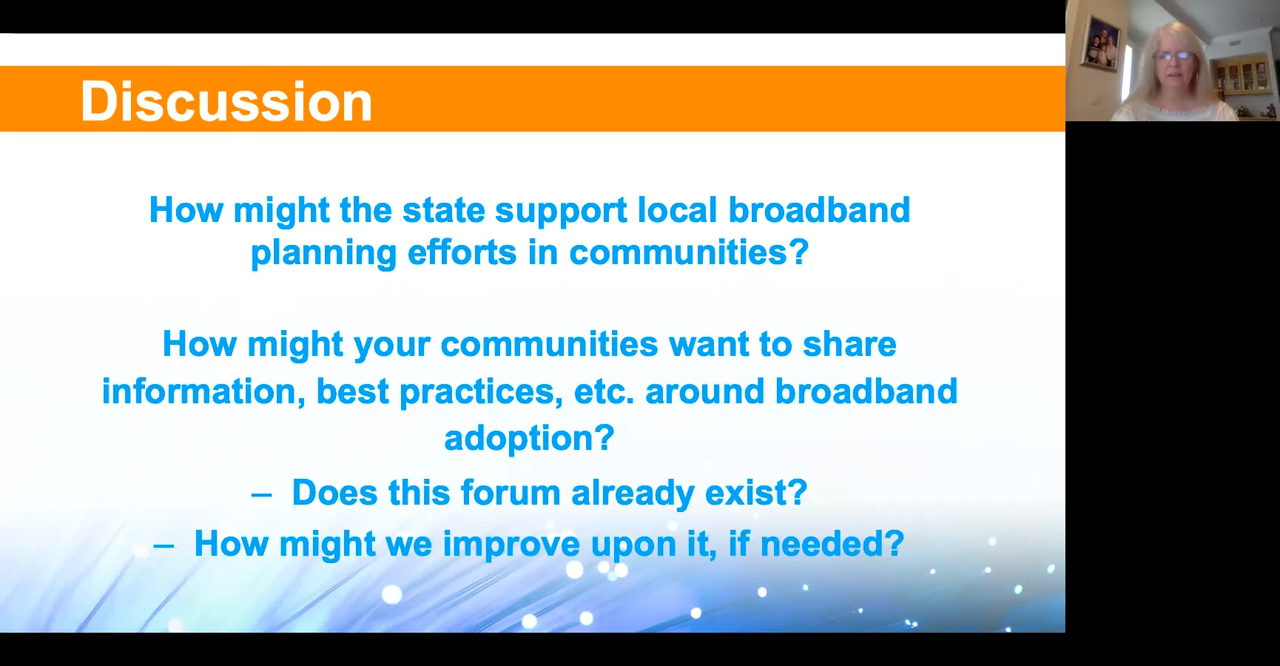 Discussion
How might the state support local broadband
planning efforts in communities?
How might your communities want to share
information, best practices, etc. around broadband
adoption?
– Does this forum already exist?
– How might we improve upon it, if needed?